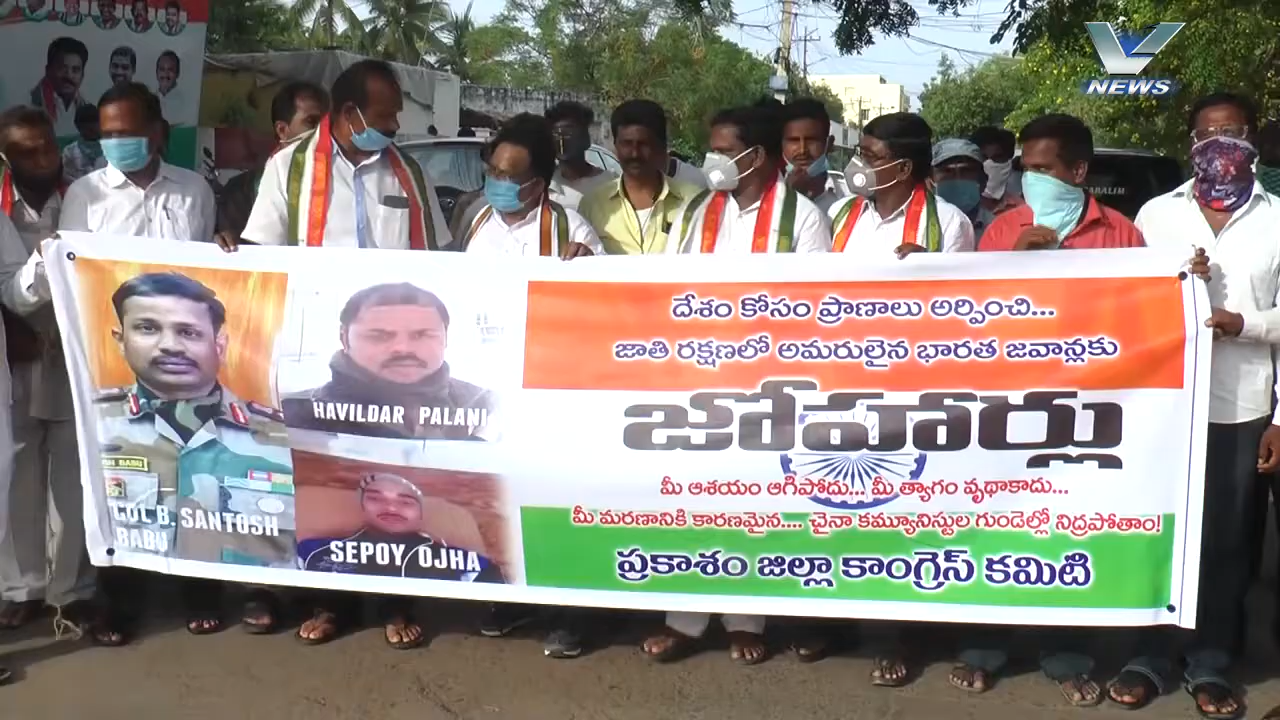 V
NEWS
దేశం కోసం ప్రాణాలు అర్పించి...
జాతి రక్షణలో అమరులైన భారత జవాన్లకు
జోహార్లు
మీ ఆశయం ఆగిపోదు... మీ త్యాగం వృథాకాదు...
మీ మరణానికి కారణమైన.... చైనా కమ్యూనిస్టుల గుండెల్లో నిద్రపోతాం!
ప్రకాశం జిల్లా కాంగ్రెస్ కమిటి
HAVILDAR PALANI
COL B. SANTOSH
BABU
SEPOY OJHA
BABU